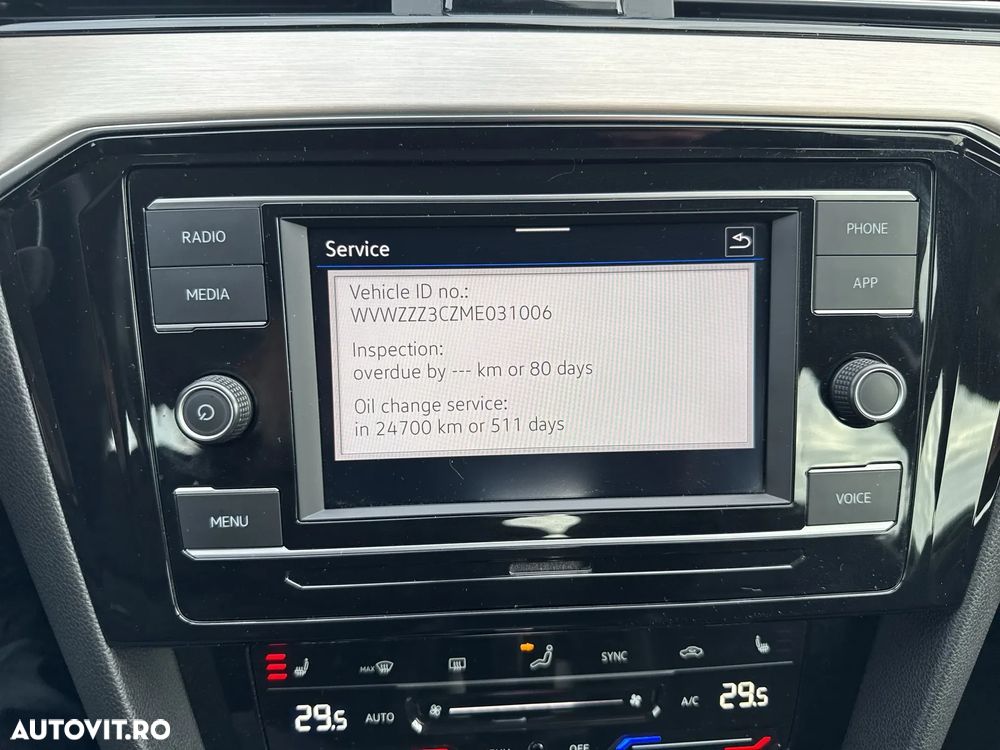 RADIO
MEDIA
MENU
PHONE
APP
VOICE
Service
Vehicle ID no.:
WVWZZZ3CZME031006
Inspection:
overdue by --- km or 80 days
Oil change service:
in 24700 km or 511 days
MAX
SYNC
29.5
AUTO
A/C
29.5
OFF
AUTOVIT.RO